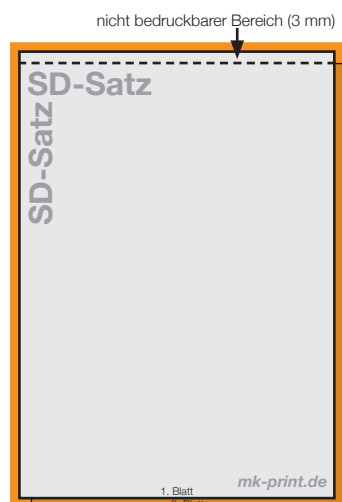 nicht bedruckbarer Bereich (3 mm)
SD-Satz
SD-Satz
mk-print.de
1. Blatt